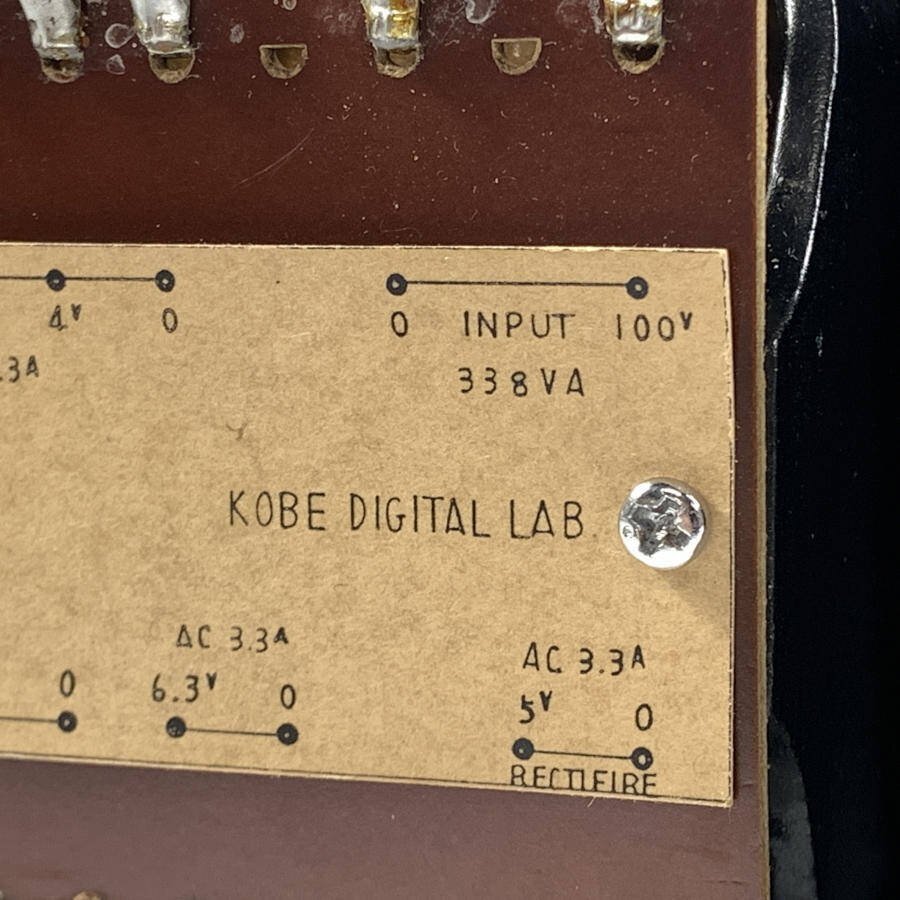 4V 0
0 INPUT 100V
.3A
338VA
KOBE DIGITAL LAB.
AC 3.3A
0 6.3V 0
AC 3.3A
5V 0
RECTIFIRE